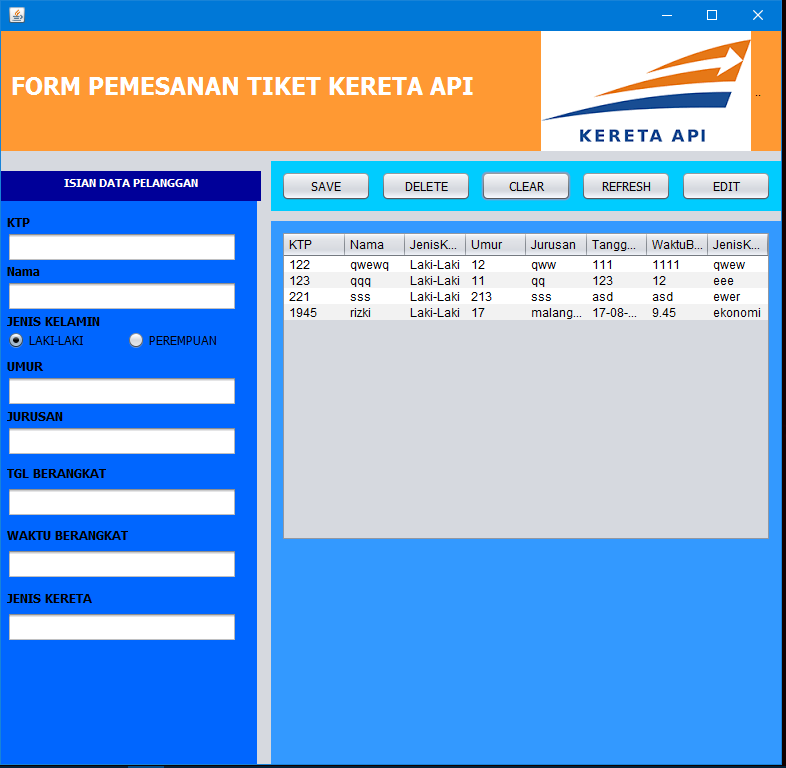 FORM PEMESANAN TIKET KERETA API
KERETA API
..
ISIAN DATA PELANGGAN
KTP
Nama
JENIS KELAMIN
LAKI-LAKI PEREMPUAN
UMUR
JURUSAN
TGL BERANGKAT
WAKTU BERANGKAT
JENIS KERETA
SAVE DELETE CLEAR REFRESH EDIT
KTP Nama JenisK... Umur Jurusan Tangg... WaktuB... JenisK...
122 qwewq Laki-Laki 12 qww 111 1111 qwew
123 qqq Laki-Laki 11 qq 123 12 eee
221 sss Laki-Laki 213 sss asd asd ewer
1945 rizki Laki-Laki 17 malang... 17-08-... 9.45 ekonomi